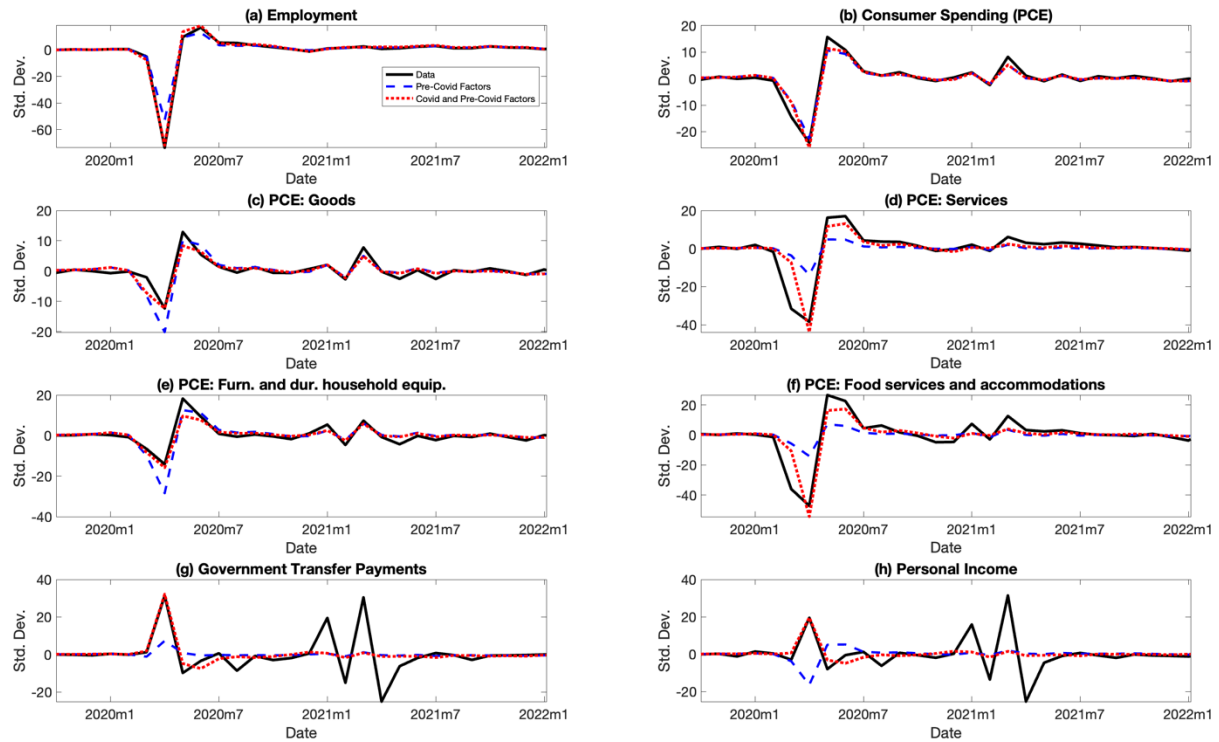 (a) Employment
Std. Dev.
0
-20
-40
-60
Data
Pre-Covid Factors
Covid and Pre-Covid Factors
2020m1 2020m7 2021m1 2021m7 2022m1
Date
(b) Consumer Spending (PCE)
Std. Dev.
20
10
0
-10
-20
2020m1 2020m7 2021m1 2021m7 2022m1
Date
(c) PCE: Goods
Std. Dev.
20
10
0
-10
-20
2020m1 2020m7 2021m1 2021m7 2022m1
Date
(d) PCE: Services
Std. Dev.
20
0
-20
-40
2020m1 2020m7 2021m1 2021m7 2022m1
Date
(e) PCE: Furn. and dur. household equip.
Std. Dev.
20
0
-20
-40
2020m1 2020m7 2021m1 2021m7 2022m1
Date
(f) PCE: Food services and accommodations
Std. Dev.
20
0
-20
-40
2020m1 2020m7 2021m1 2021m7 2022m1
Date
(g) Government Transfer Payments
Std. Dev.
40
20
0
-20
2020m1 2020m7 2021m1 2021m7 2022m1
Date
(h) Personal Income
Std. Dev.
40
20
0
-20
2020m1 2020m7 2021m1 2021m7 2022m1
Date